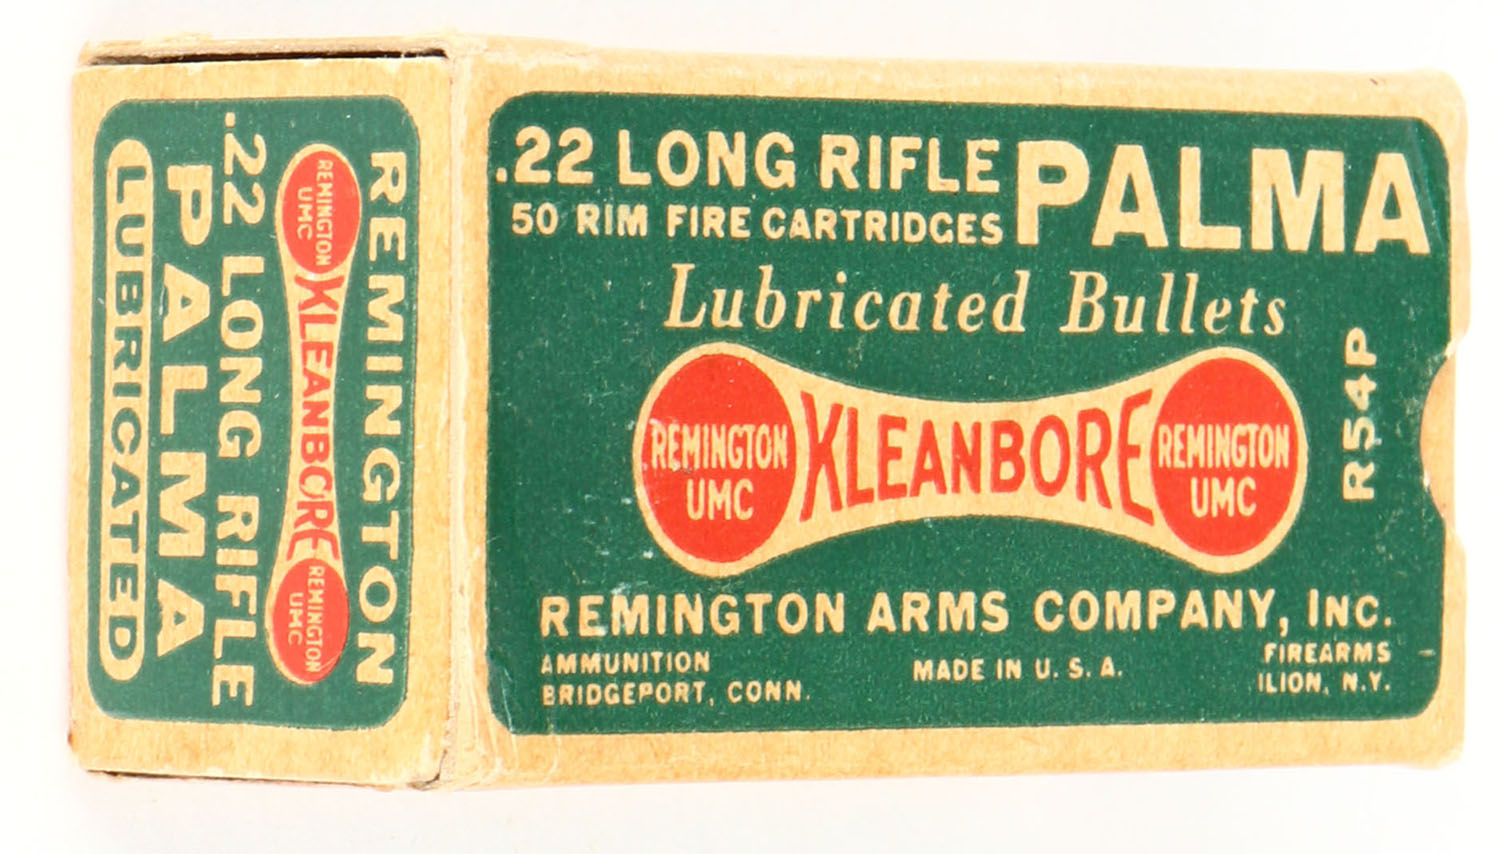 REMINGTON
REMINGTON
UMC
KLEANBORE
REMINGTON
UMC
.22 LONG RIFLE
PALMA
LUBRICATED
.22 LONG RIFLE PALMA
50 RIM FIRE CARTRIDGES
Lubricated Bullets
REMINGTON
UMC
KLEANBORE
REMINGTON
UMC
R54P
REMINGTON ARMS COMPANY, INC.
AMMUNITION
BRIDGEPORT, CONN.
MADE IN U. S. A.
FIREARMS
ILION, N.Y.